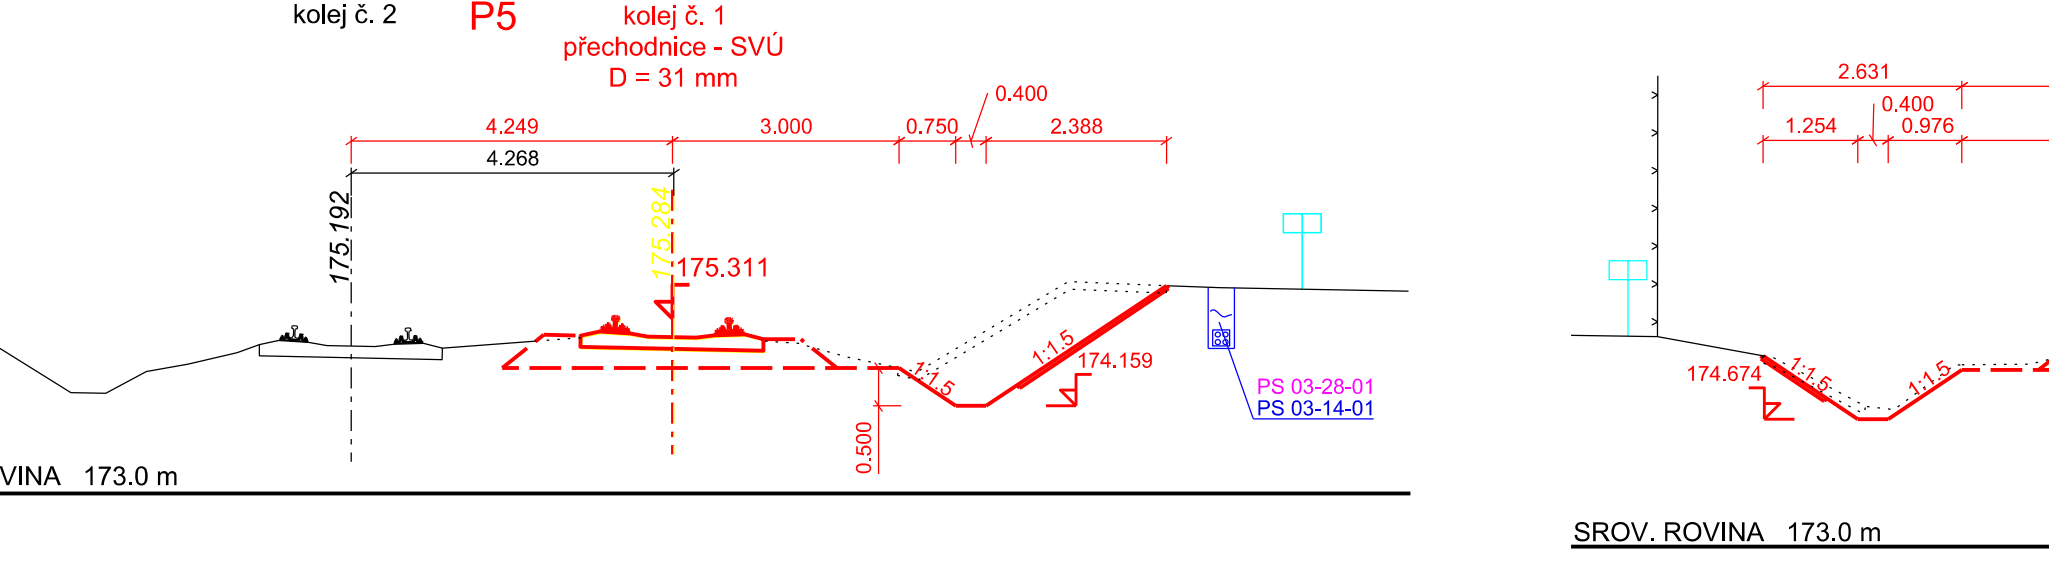 kolej č. 2
P5
kolej č. 1
přechodnice - SVÚ
D = 31 mm
0.400
4.249
3.000
0.750
2.388
4.268
175.192
175.284
175.311
1:1.5
1:1.5
174.159
0.500
PS 03-28-01
PS 03-14-01
VINA 173.0 m
2.631
0.400
1.254
0.976
174.674
1:1.5
1:1.5
SROV. ROVINA 173.0 m